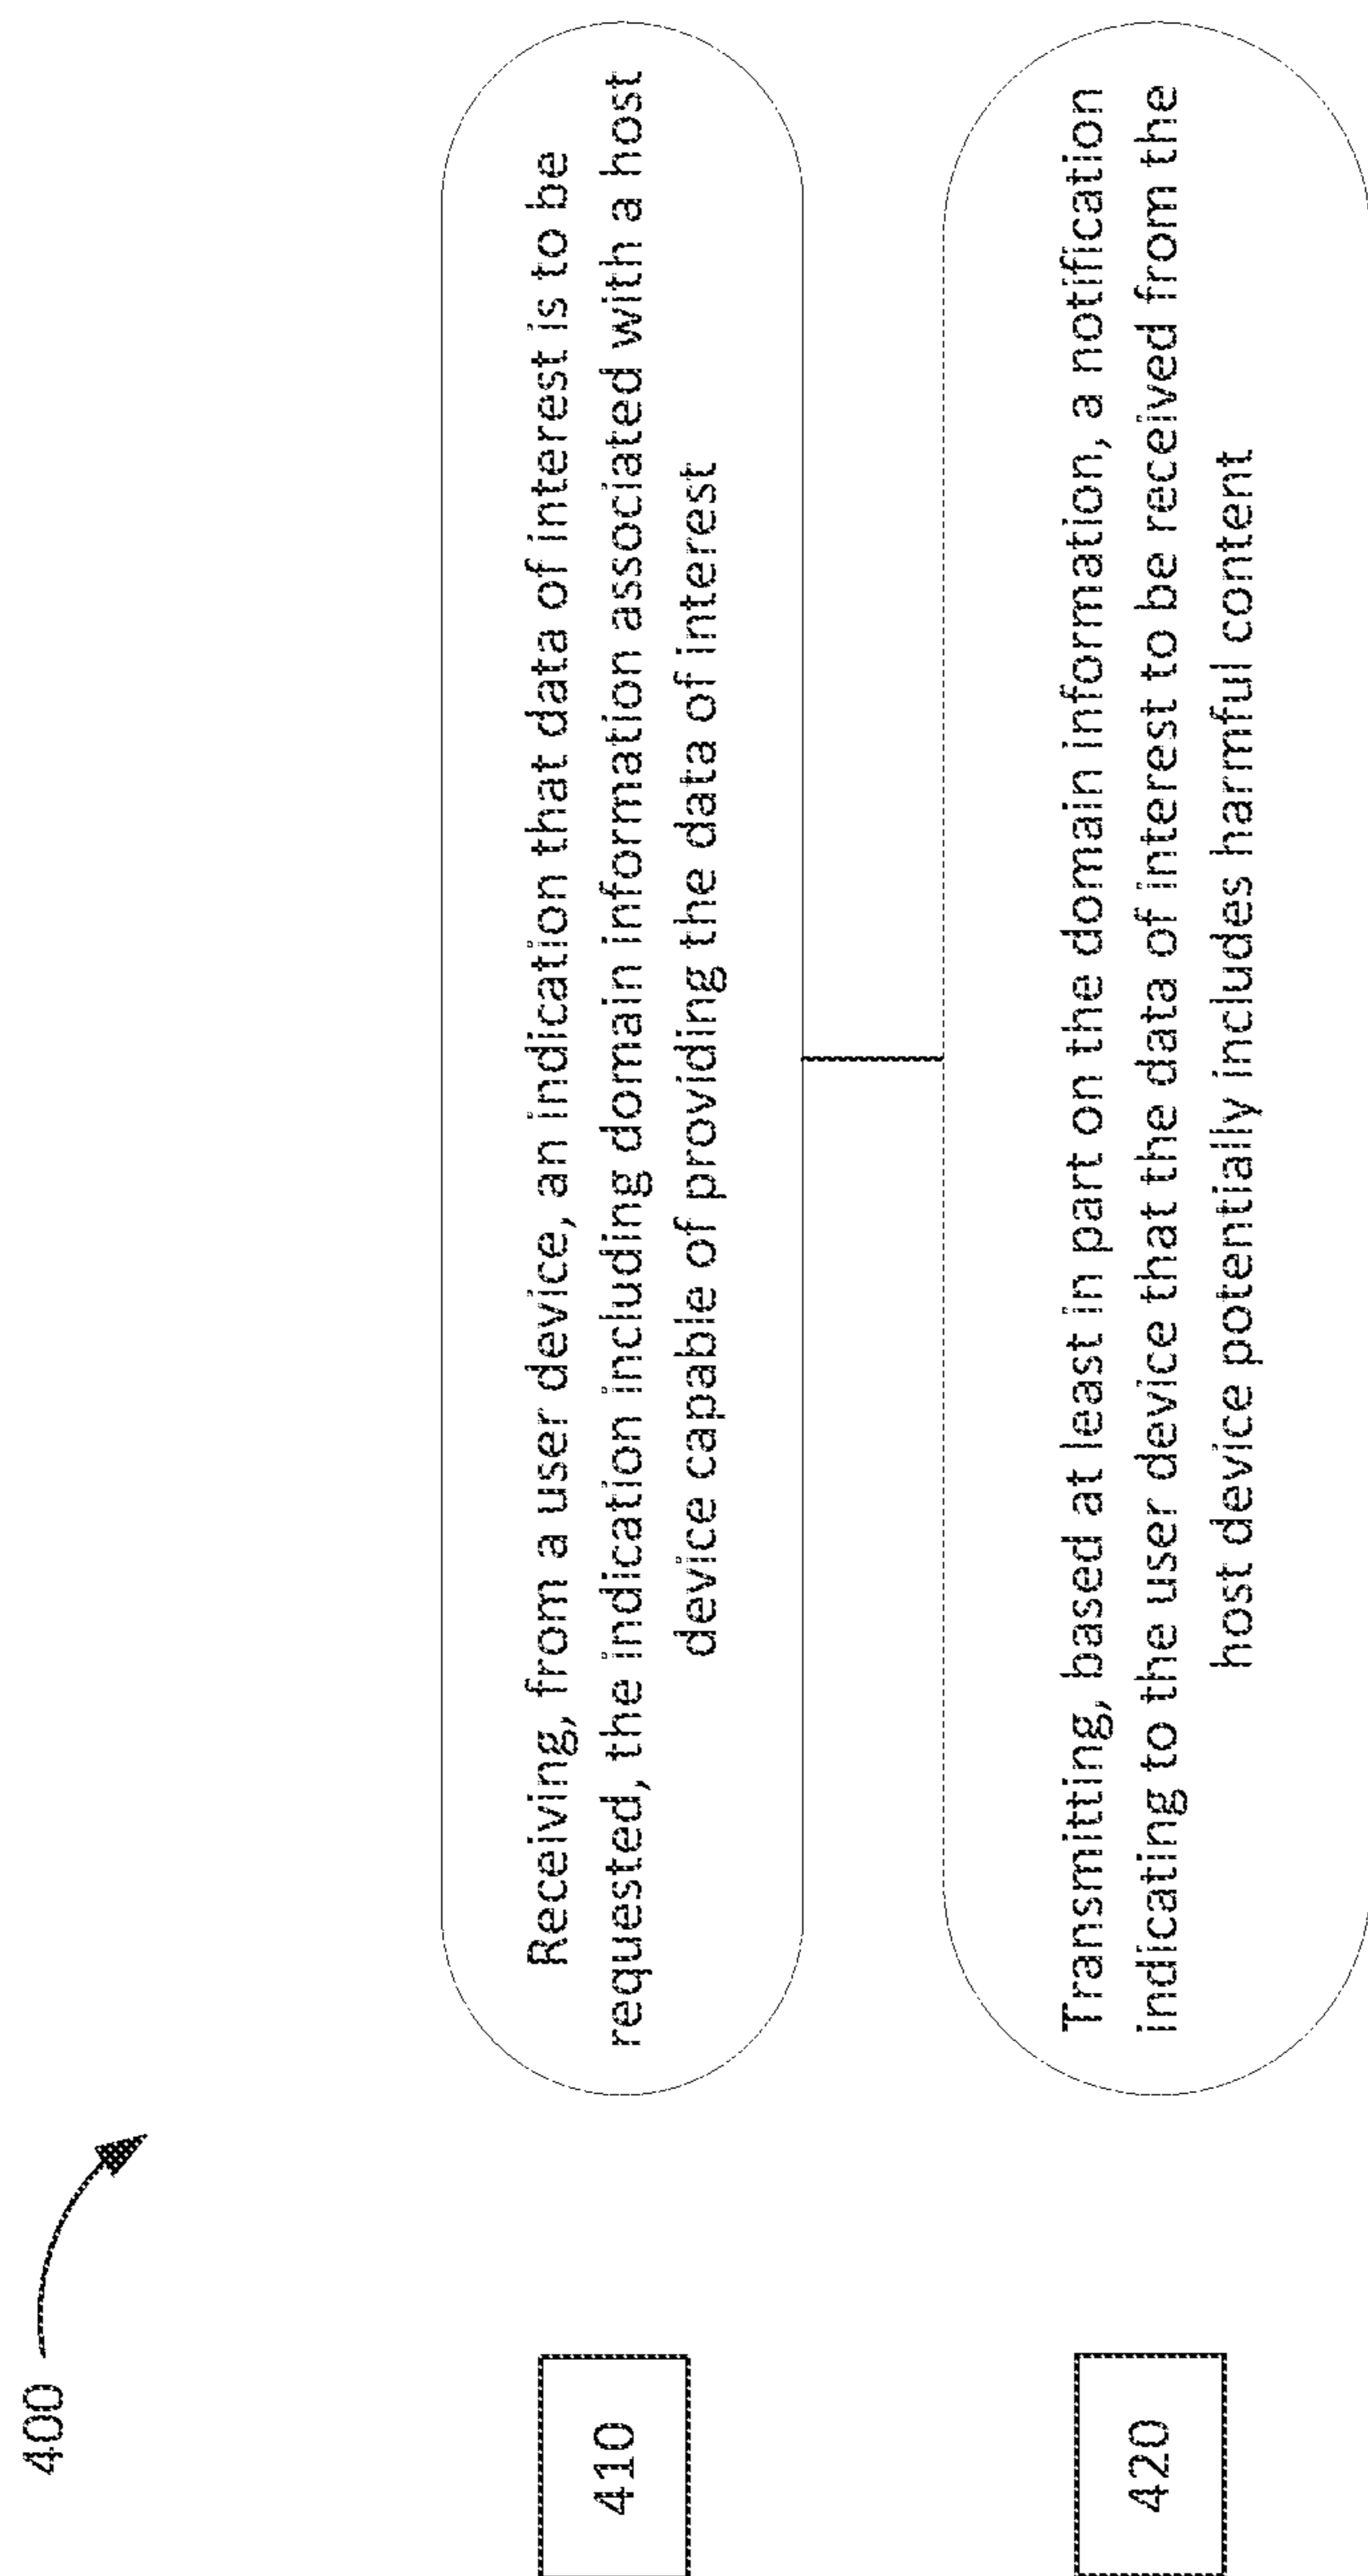 400
410
Receiving, from a user device, an indication that data of interest is to be
requested, the indication including domain information associated with a host
device capable of providing the data of interest
420
Transmitting, based at least in part on the domain information, a notification
indicating to the user device that the data of interest to be received from the
host device potentially includes harmful content